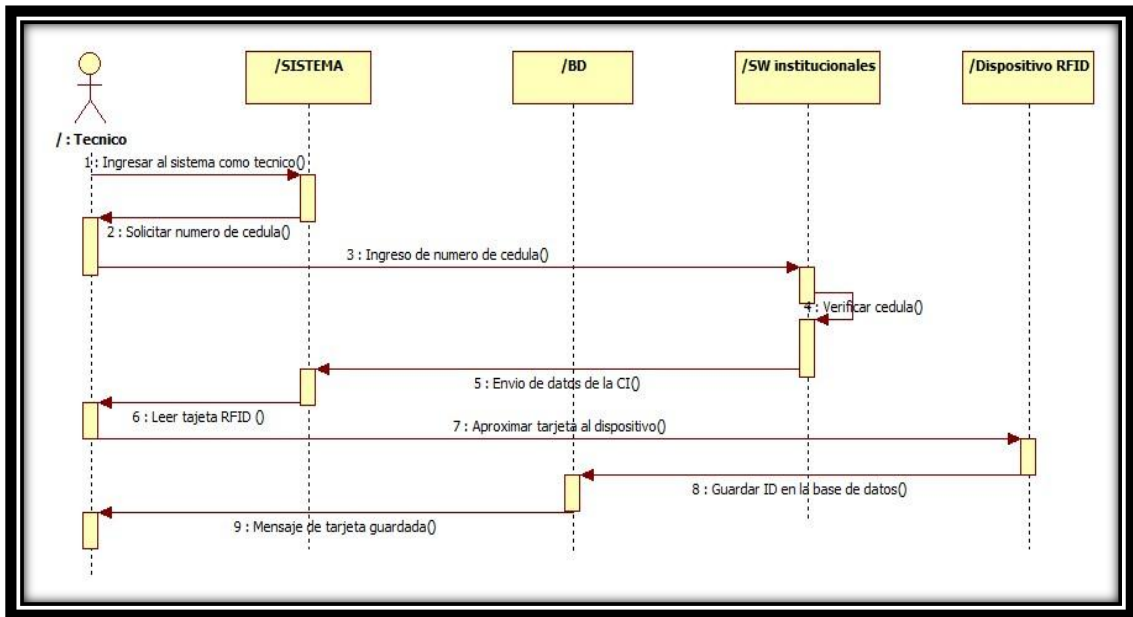 /SISTEMA
/BD
/SW institucionales
/Dispositivo RFID
/ : Tecnico
1 : Ingresar al sistema como tecnico()
2 : Solicitar numero de cedula()
3 : Ingreso de numero de cedula()
4 : Verificar cedula()
5 : Envio de datos de la CI()
6 : Leer tajeta RFID ()
7 : Aproximar tarjeta al dispositivo()
8 : Guardar ID en la base de datos()
9 : Mensaje de tarjeta guardada()